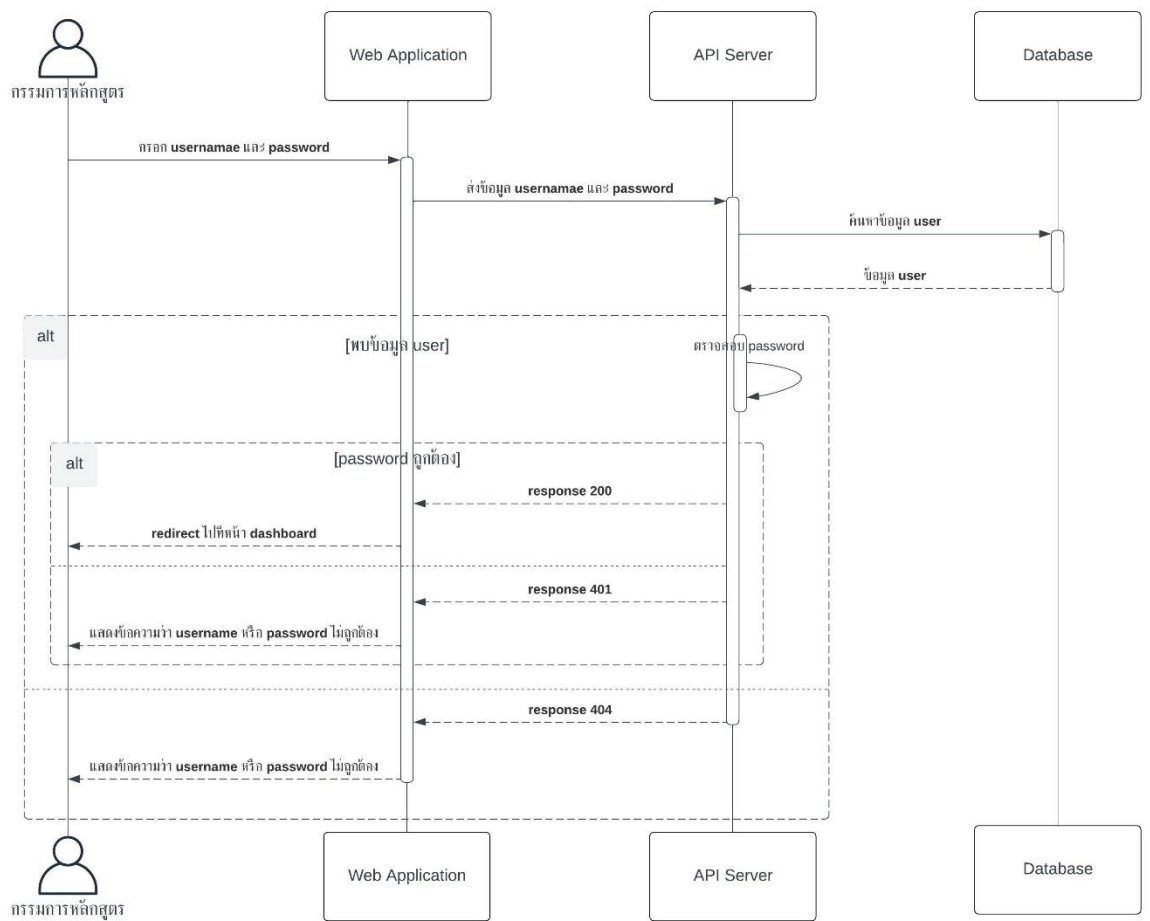 Web Application
API Server
Database
กรรมการหลักสูตร
กรอก usernamae และ password
ส่งข้อมูล usernamae และ password
ค้นหาข้อมูล user
ข้อมูล user
alt
[พบข้อมูล user]
ตรวจสอบ password
alt
[password ถูกต้อง]
response 200
redirect ไปที่หน้า dashboard
response 401
แสดงข้อความว่า username หรือ password ไม่ถูกต้อง
response 404
แสดงข้อความว่า username หรือ password ไม่ถูกต้อง
Web Application
API Server
Database
กรรมการหลักสูตร